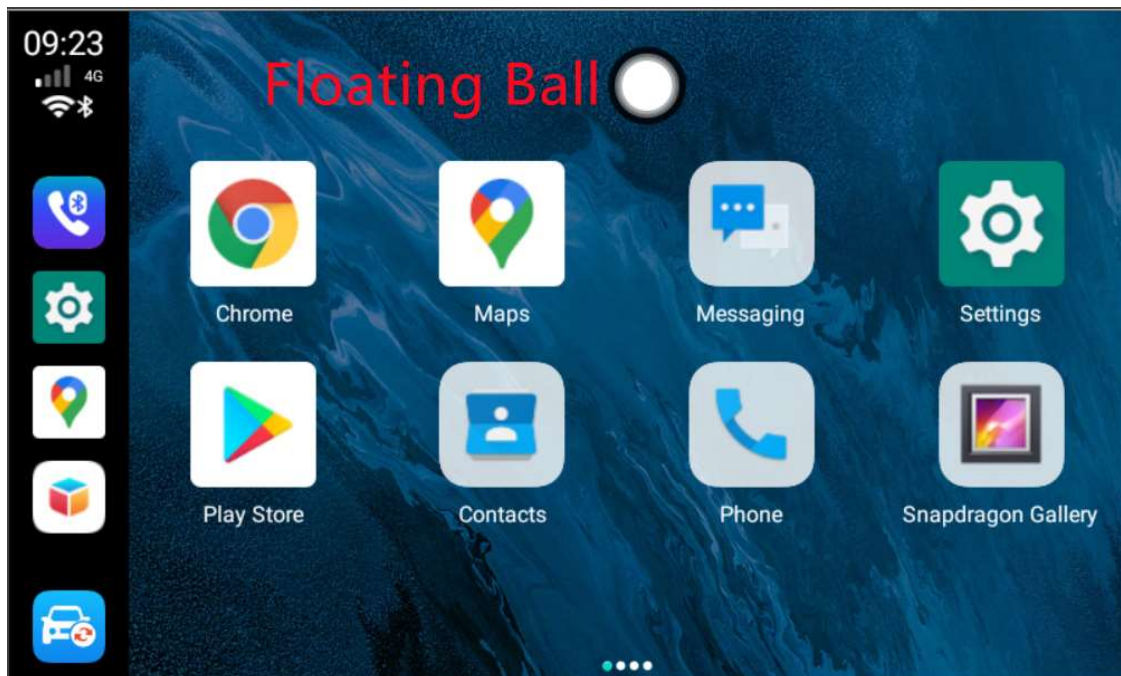 09:23
4G
Floating Ball
Chrome
Maps
Messaging
Settings
Play Store
Contacts
Phone
Snapdragon Gallery